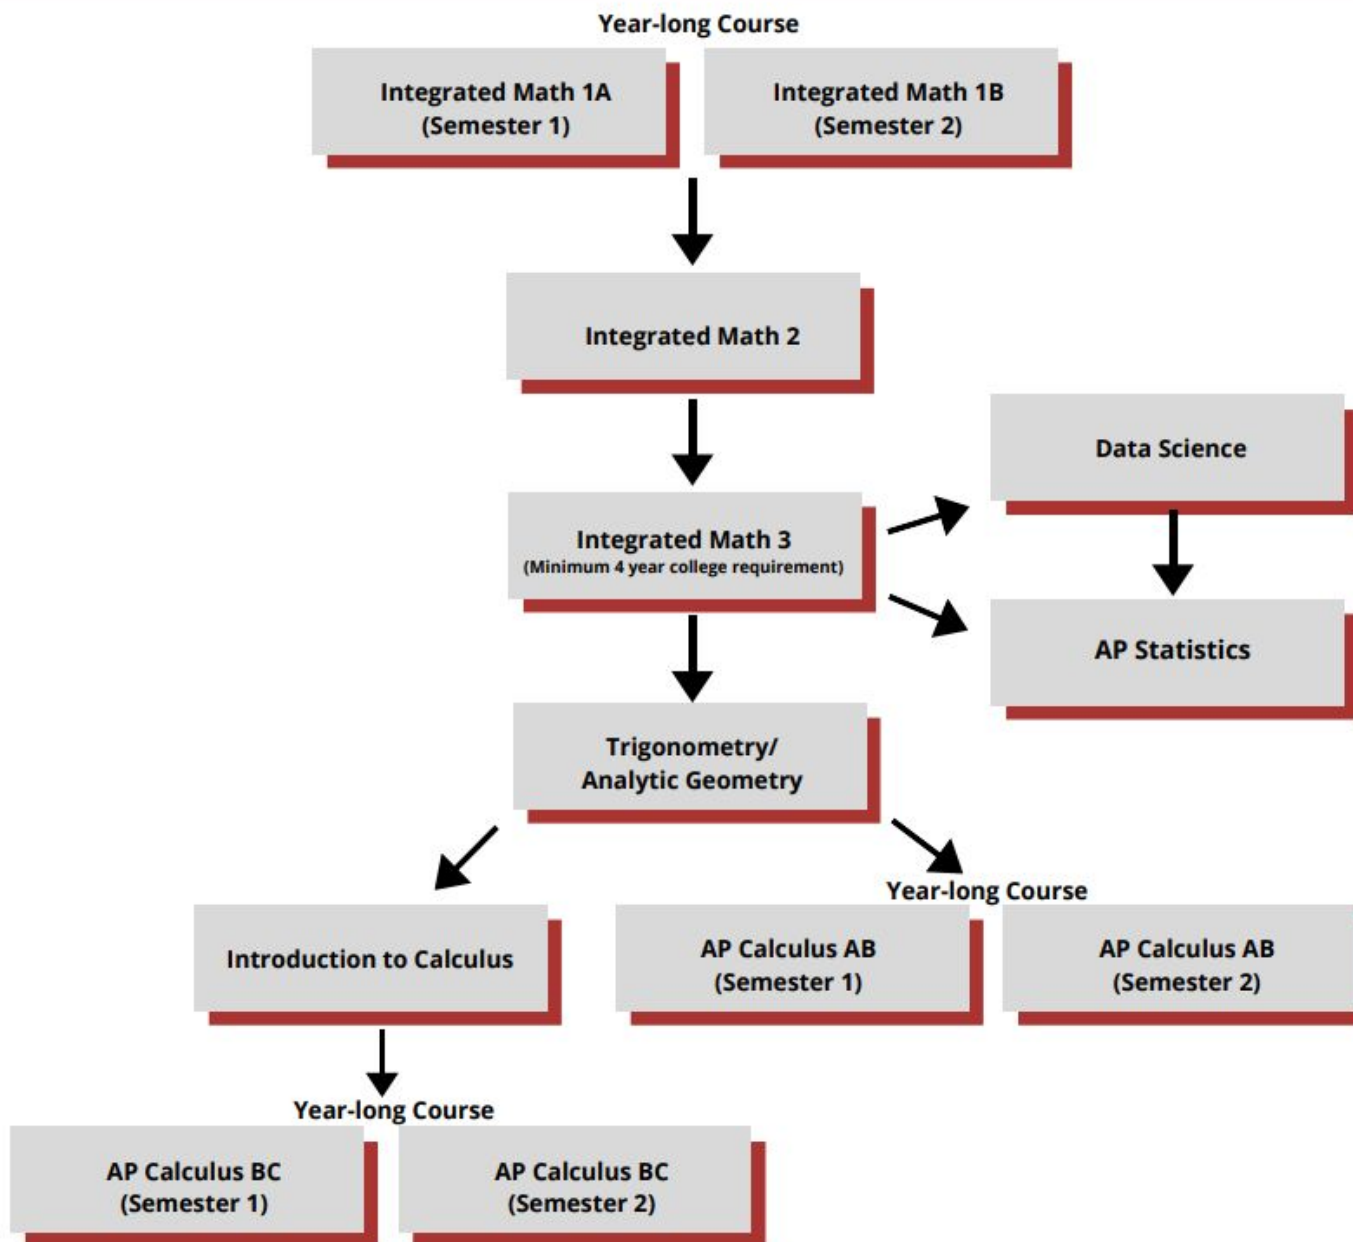 Year-long Course
Integrated Math 1A
(Semester 1)
Integrated Math 1B
(Semester 2)
Integrated Math 2
Data Science
Integrated Math 3
(Minimum 4 year college requirement)
AP Statistics
Trigonometry/
Analytic Geometry
Year-long Course
Introduction to Calculus
AP Calculus AB
(Semester 1)
AP Calculus AB
(Semester 2)
Year-long Course
AP Calculus BC
(Semester 1)
AP Calculus BC
(Semester 2)